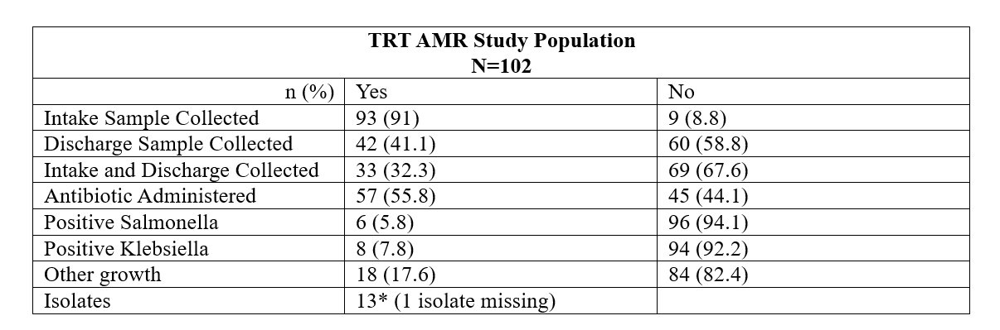 TRT AMR Study Population
N=102
n (%) Yes No
Intake Sample Collected 93 (91) 9 (8.8)
Discharge Sample Collected 42 (41.1) 60 (58.8)
Intake and Discharge Collected 33 (32.3) 69 (67.6)
Antibiotic Administered 57 (55.8) 45 (44.1)
Positive Salmonella 6 (5.8) 96 (94.1)
Positive Klebsiella 8 (7.8) 94 (92.2)
Other growth 18 (17.6) 84 (82.4)
Isolates 13* (1 isolate missing)